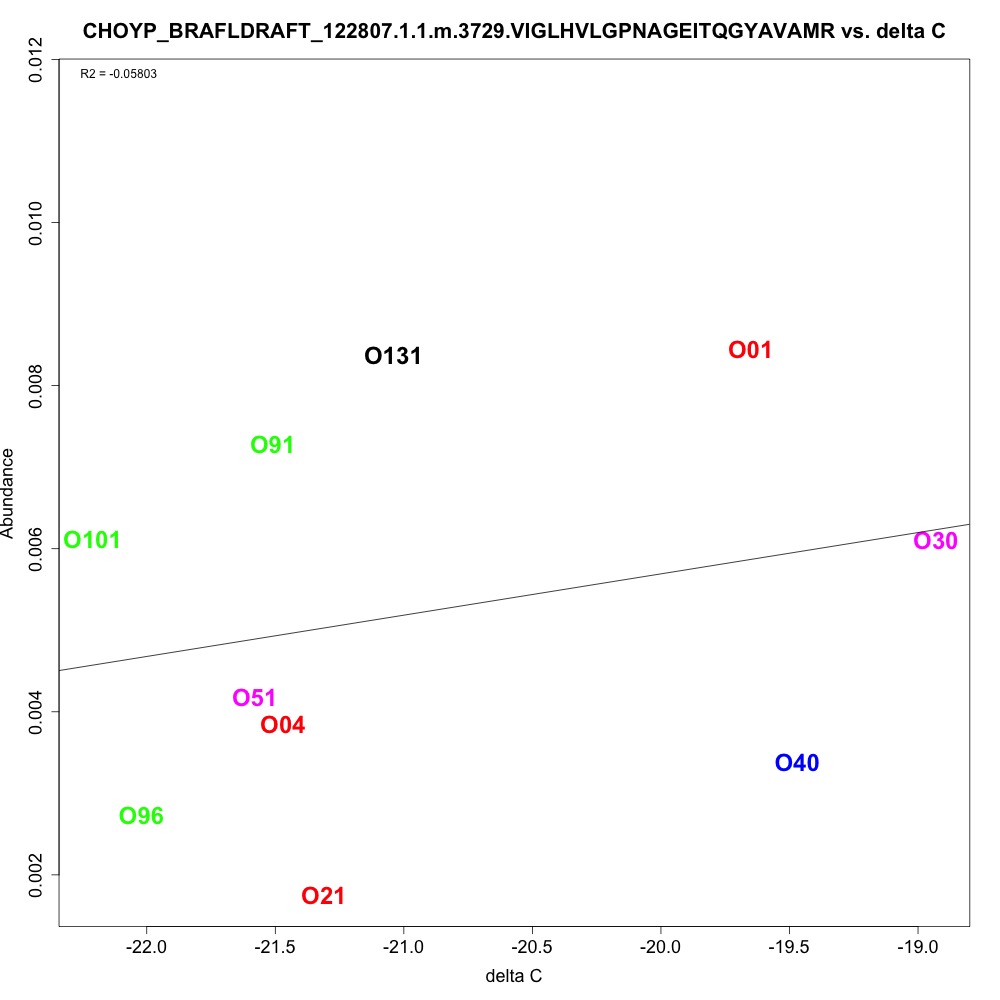 CHOYP_BRAFLDRAFT_122807.1.1.m.3729.VIGLHVLGPNAGEITQGYAVAMR vs. delta C
R2 = -0.05803
0.012
0.010
0.008
0.006
0.004
0.002
Abundance
O131
O01
O91
O101
O30
O51
O04
O40
O96
O21
-22.0 -21.5 -21.0 -20.5 -20.0 -19.5 -19.0
delta C